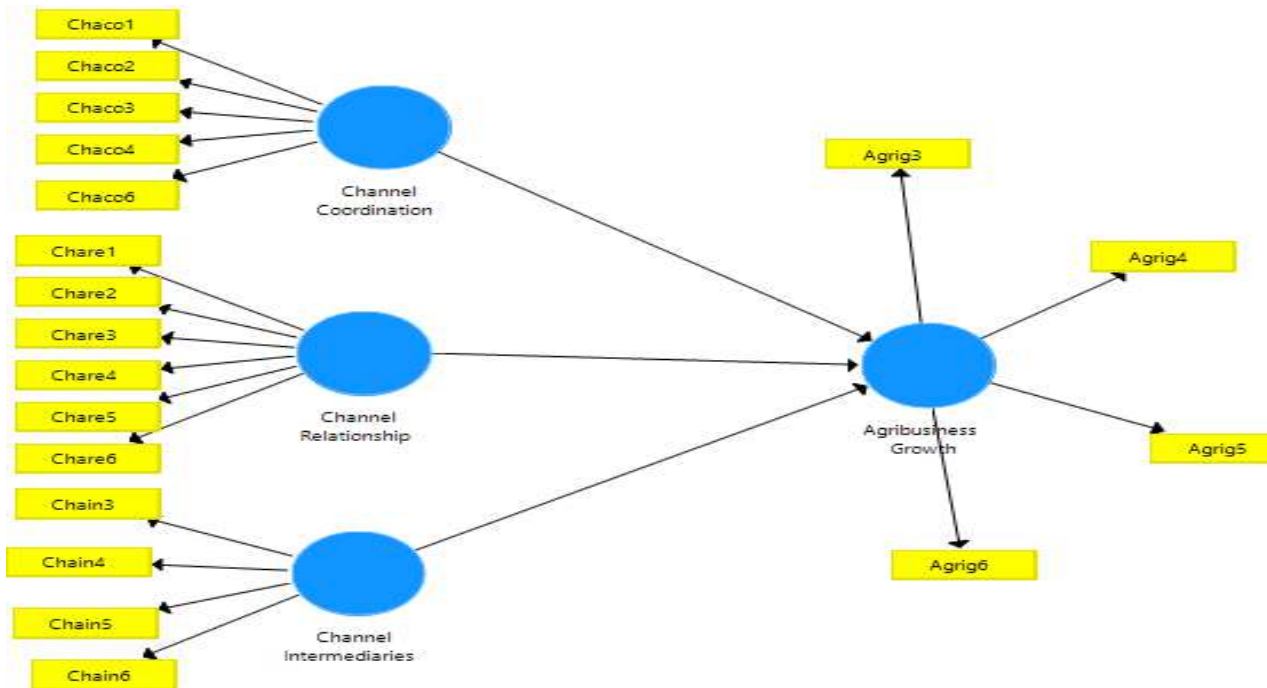 Chaco1
Chaco2
Chaco3
Chaco4
Chaco6
Channel
Coordination
Chare1
Chare2
Chare3
Chare4
Chare5
Chare6
Channel
Relationship
Chain3
Chain4
Chain5
Chain6
Channel
Intermediaries
Agrig3
Agrig4
Agribusiness
Growth
Agrig5
Agrig6